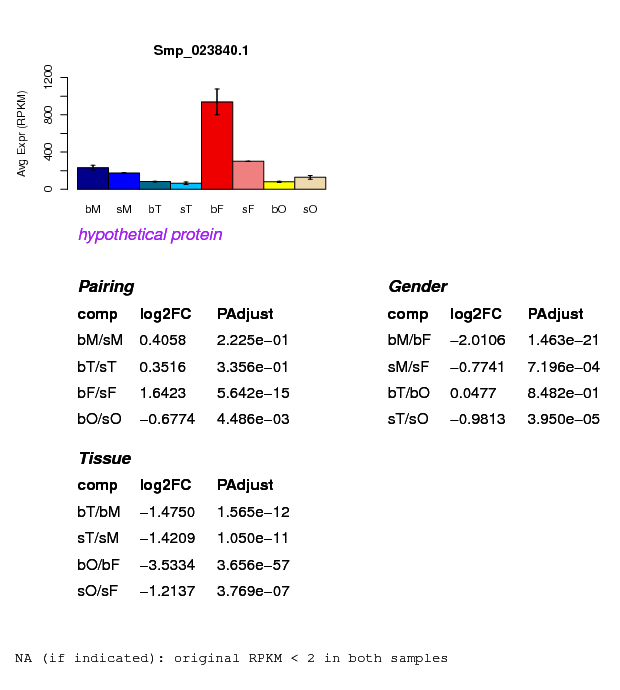 Smp_023840.1
Avg Expr (RPKM)
0 400 800 1200
bM sM bT sT bF sF bO sO
hypothetical protein
Pairing
comp log2FC PAdjust
bM/sM 0.4058 2.225e−01
bT/sT 0.3516 3.356e−01
bF/sF 1.6423 5.642e−15
bO/sO −0.6774 4.486e−03
Gender
comp log2FC PAdjust
bM/bF −2.0106 1.463e−21
sM/sF −0.7741 7.196e−04
bT/bO 0.0477 8.482e−01
sT/sO −0.9813 3.950e−05
Tissue
comp log2FC PAdjust
bT/bM −1.4750 1.565e−12
sT/sM −1.4209 1.050e−11
bO/bF −3.5334 3.656e−57
sO/sF −1.2137 3.769e−07
NA (if indicated): original RPKM < 2 in both samples